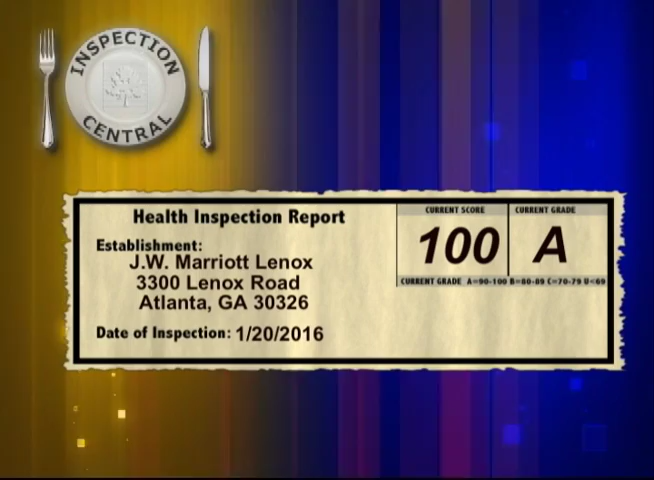 INSPECTION
CENTRAL
Health Inspection Report
Establishment:
J.W. Marriott Lenox
3300 Lenox Road
Atlanta, GA 30326
Date of Inspection: 1/20/2016
CURRENT SCORE
100
CURRENT GRADE
A
CURRENT GRADE A=90-100 B=80-89 C=70-79 U<69